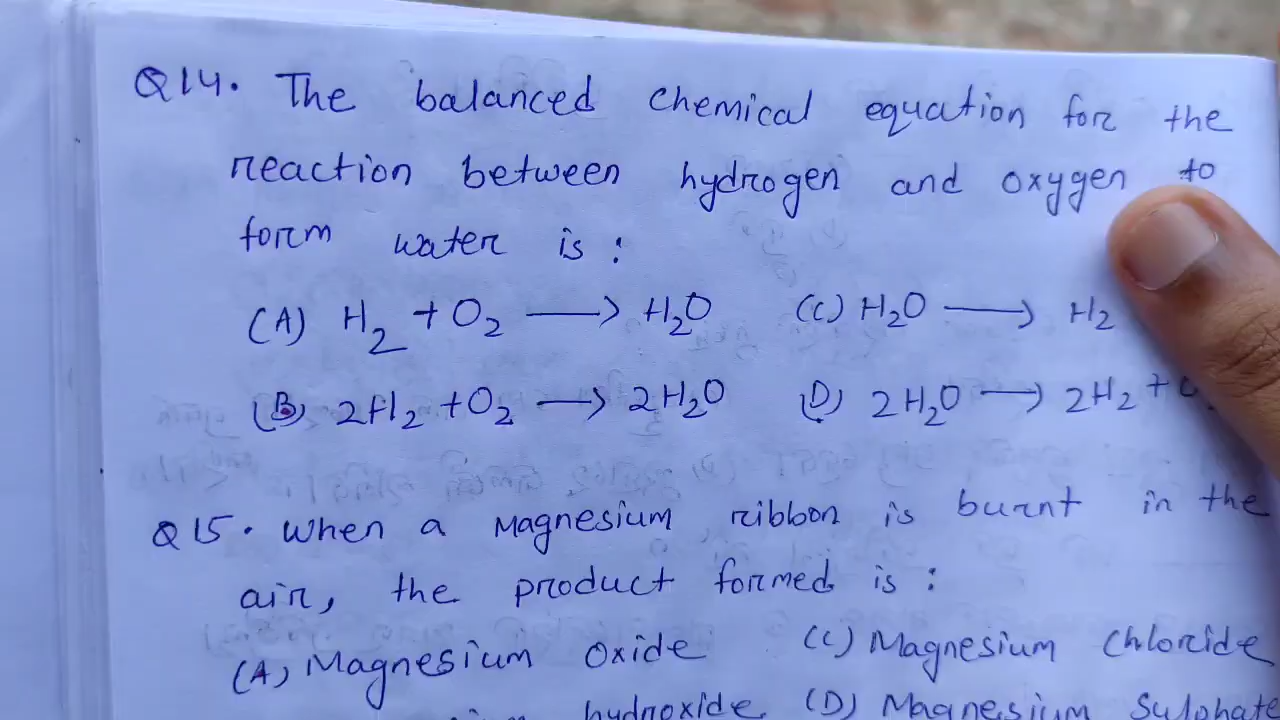 Q14. The balanced chemical equation for the
reaction between hydrogen and oxygen to
form water is :
(A) H₂ + O₂ ⟶ H₂O (C) H₂O ⟶ H₂
(B) 2H₂ + O₂ ⟶ 2H₂O (D) 2H₂O ⟶ 2H₂ +
Q15. When a Magnesium ribbon is burnt in the
air, the product formed is :
(A) Magnesium Oxide (C) Magnesium Chloride
hydroxide (D) Magnesium Sulphate